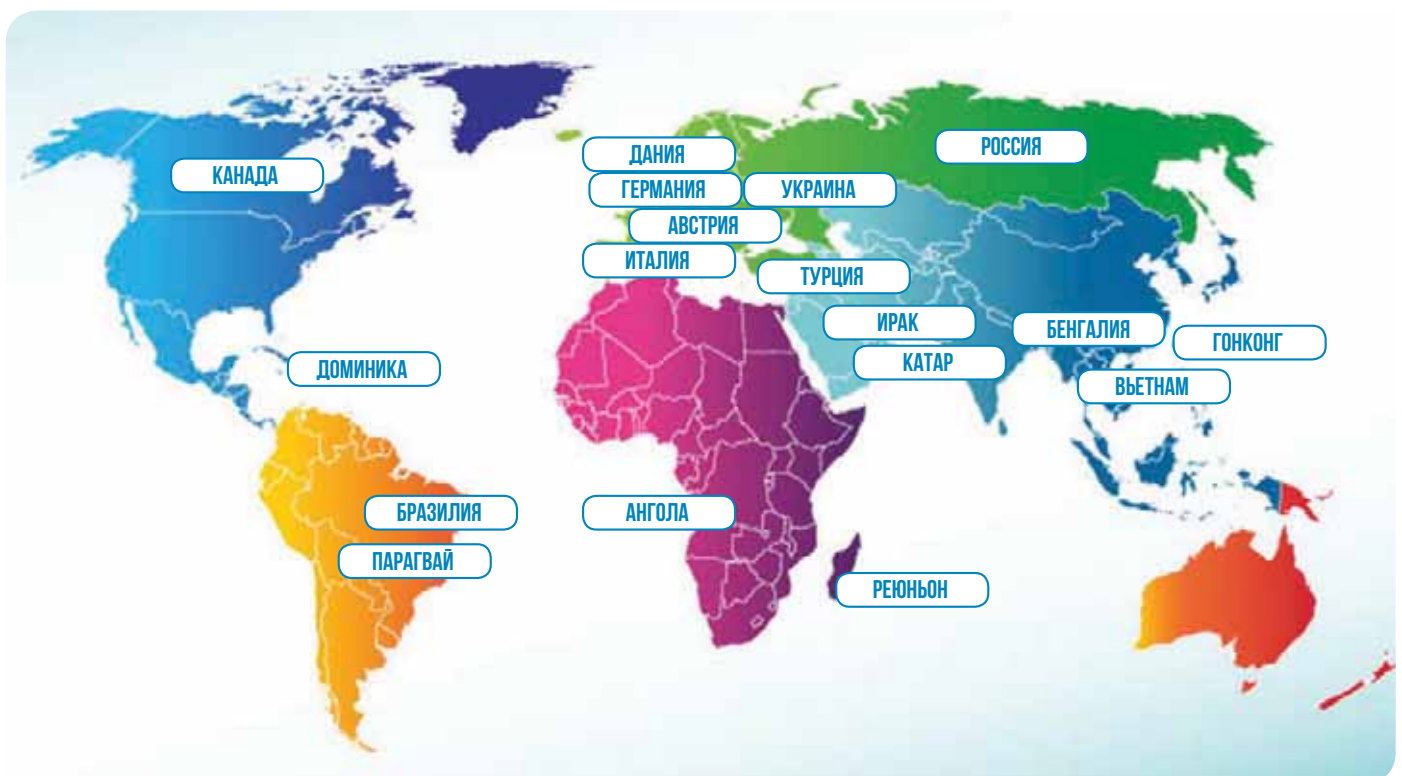 ДАНИЯ
РОССИЯ
КАНАДА
ГЕРМАНИЯ
УКРАИНА
АВСТРИЯ
ИТАЛИЯ
ТУРЦИЯ
ИРАК
БЕНГАЛИЯ
ГОНКОНГ
КАТАР
ДОМИНИКА
ВЬЕТНАМ
БРАЗИЛИЯ
АНГОЛА
ПАРАГВАЙ
РЕЮНЬОН